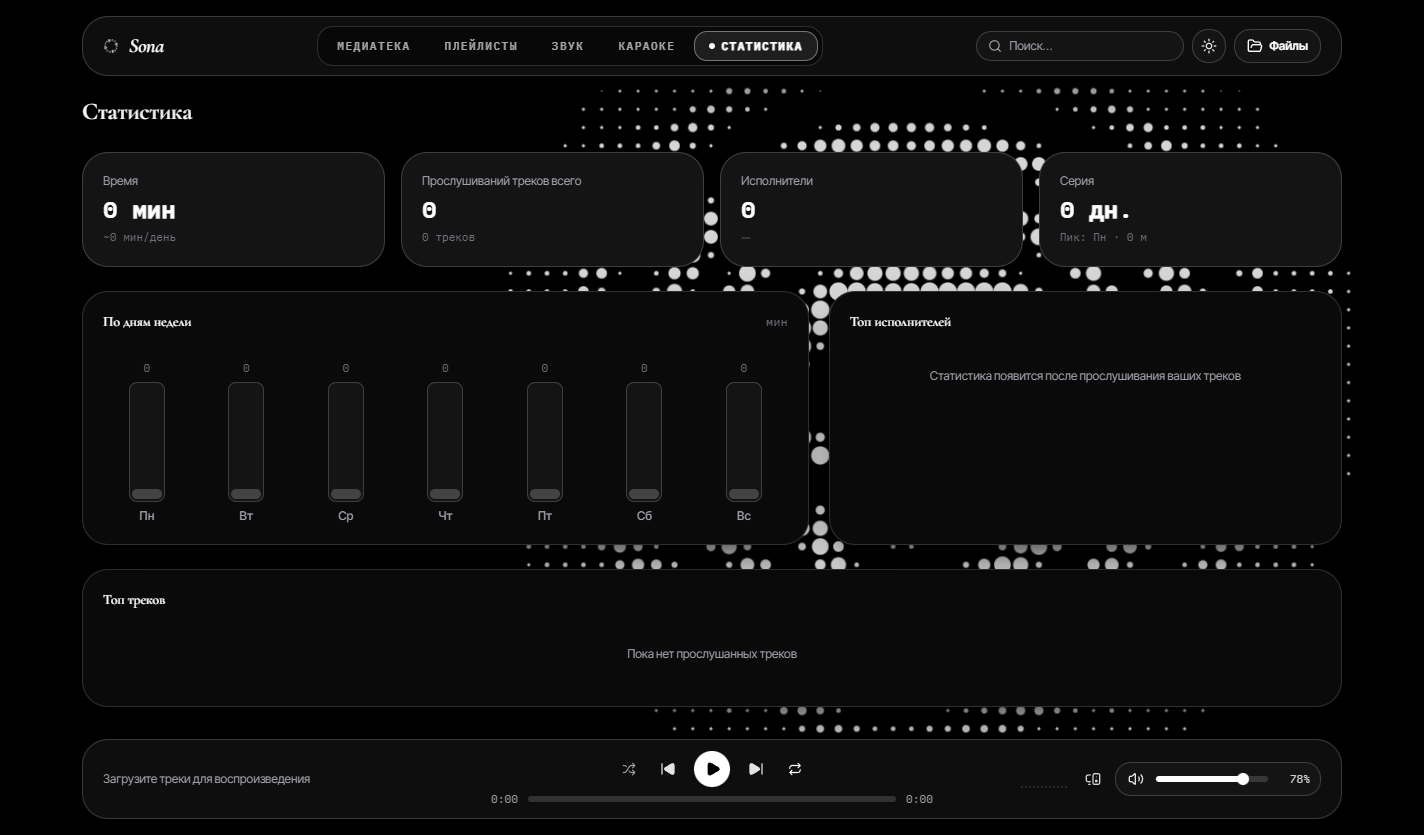 Sona
МЕДИАТЕКА ПЛЕЙЛИСТЫ ЗВУК КАРАОКЕ СТАТИСТИКА
Поиск...
Файлы
Статистика
Время
0 мин
~0 мин/день
Прослушиваний треков всего
0
0 треков
Исполнители
0
—
Серия
0 дн.
Пик: Пн · 0 м
По дням недели
мин
0 0 0 0 0 0 0
Пн Вт Ср Чт Пт Сб Вс
Топ исполнителей
Статистика появится после прослушивания ваших треков
Топ треков
Пока нет прослушанных треков
Загрузите треки для воспроизведения
0:00
0:00
78%